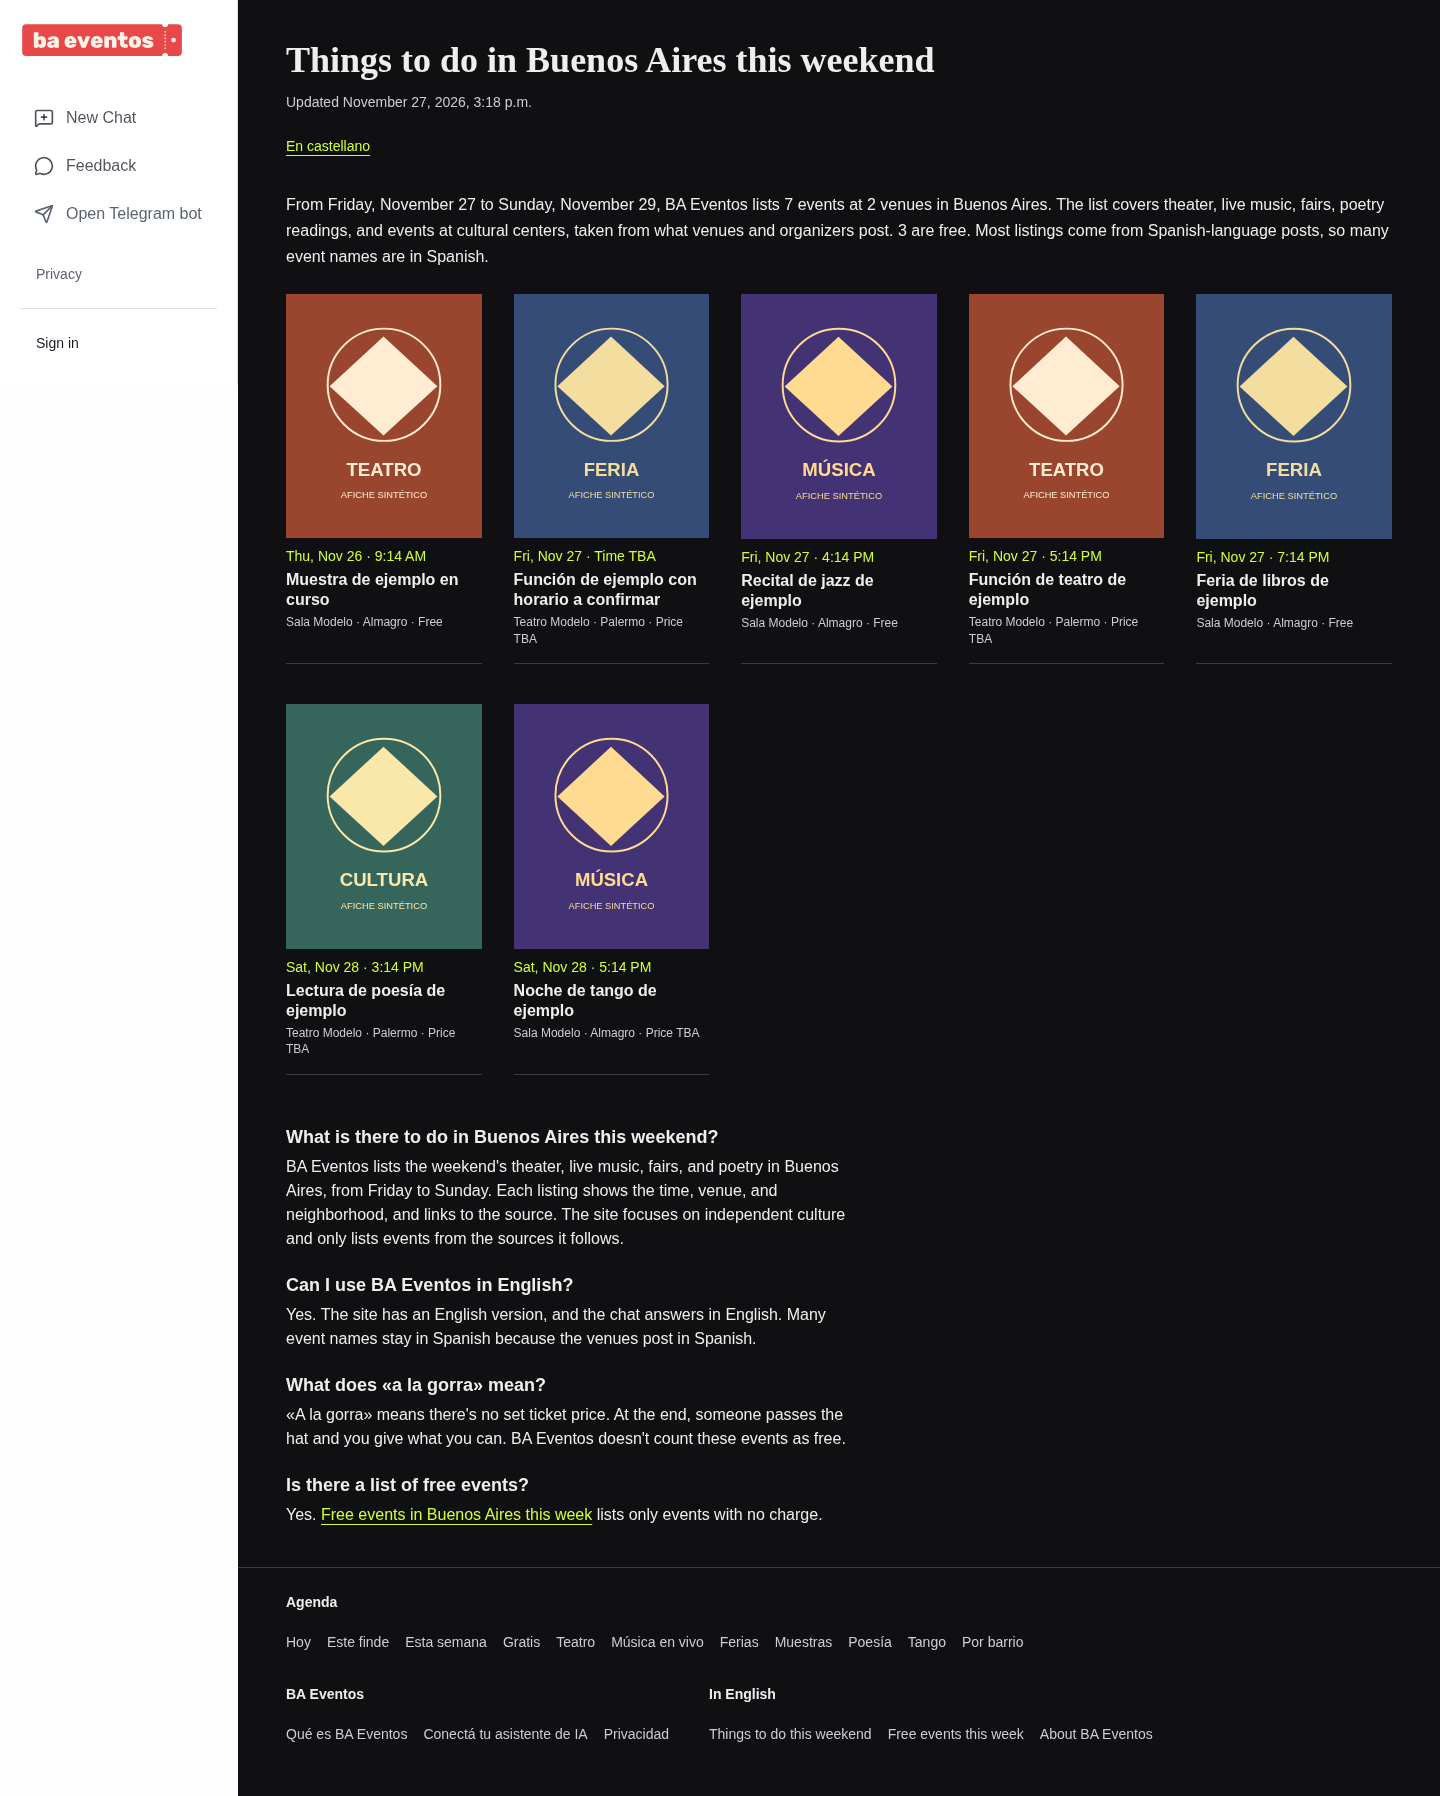 ba eventos
New Chat
Feedback
Open Telegram bot
Privacy
Sign in
Things to do in Buenos Aires this weekend
Updated November 27, 2026, 3:18 p.m.
En castellano
From Friday, November 27 to Sunday, November 29, BA Eventos lists 7 events at 2 venues in Buenos Aires. The list covers theater, live music, fairs, poetry
readings, and events at cultural centers, taken from what venues and organizers post. 3 are free. Most listings come from Spanish-language posts, so many
event names are in Spanish.
TEATRO
AFICHE SINTÉTICO
Thu, Nov 26 · 9:14 AM
Muestra de ejemplo en
curso
Sala Modelo · Almagro · Free
FERIA
AFICHE SINTÉTICO
Fri, Nov 27 · Time TBA
Función de ejemplo con
horario a confirmar
Teatro Modelo · Palermo · Price
TBA
MÚSICA
AFICHE SINTÉTICO
Fri, Nov 27 · 4:14 PM
Recital de jazz de
ejemplo
Sala Modelo · Almagro · Free
TEATRO
AFICHE SINTÉTICO
Fri, Nov 27 · 5:14 PM
Función de teatro de
ejemplo
Teatro Modelo · Palermo · Price
TBA
FERIA
AFICHE SINTÉTICO
Fri, Nov 27 · 7:14 PM
Feria de libros de
ejemplo
Sala Modelo · Almagro · Free
CULTURA
AFICHE SINTÉTICO
Sat, Nov 28 · 3:14 PM
Lectura de poesía de
ejemplo
Teatro Modelo · Palermo · Price
TBA
MÚSICA
AFICHE SINTÉTICO
Sat, Nov 28 · 5:14 PM
Noche de tango de
ejemplo
Sala Modelo · Almagro · Price TBA
What is there to do in Buenos Aires this weekend?
BA Eventos lists the weekend's theater, live music, fairs, and poetry in Buenos
Aires, from Friday to Sunday. Each listing shows the time, venue, and
neighborhood, and links to the source. The site focuses on independent culture
and only lists events from the sources it follows.
Can I use BA Eventos in English?
Yes. The site has an English version, and the chat answers in English. Many
event names stay in Spanish because the venues post in Spanish.
What does «a la gorra» mean?
«A la gorra» means there's no set ticket price. At the end, someone passes the
hat and you give what you can. BA Eventos doesn't count these events as free.
Is there a list of free events?
Yes. Free events in Buenos Aires this week lists only events with no charge.
Agenda
Hoy Este finde Esta semana Gratis Teatro Música en vivo Ferias Muestras Poesía Tango Por barrio
BA Eventos
Qué es BA Eventos Conectá tu asistente de IA Privacidad
In English
Things to do this weekend Free events this week About BA Eventos